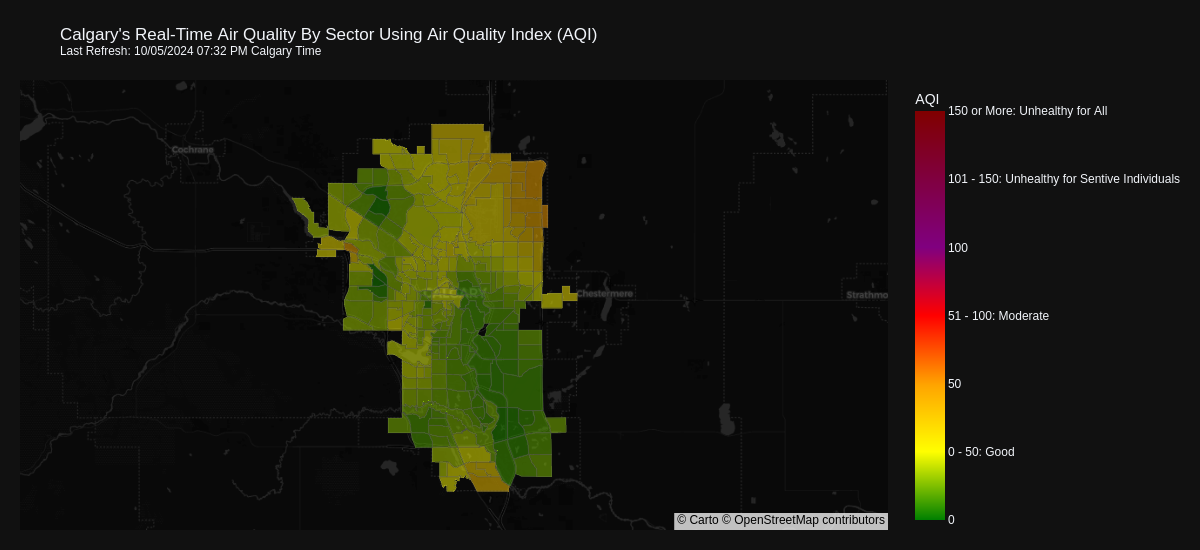 Calgary's Real-Time Air Quality By Sector Using Air Quality Index (AQI)
Last Refresh: 10/05/2024 07:32 PM Calgary Time
AQI
150 or More: Unhealthy for All
Cochrane
101 - 150: Unhealthy for Sentive Individuals
100
CALGARY
Chestermere
Strathmo
51 - 100: Moderate
50
0 - 50: Good
0
© Carto © OpenStreetMap contributors